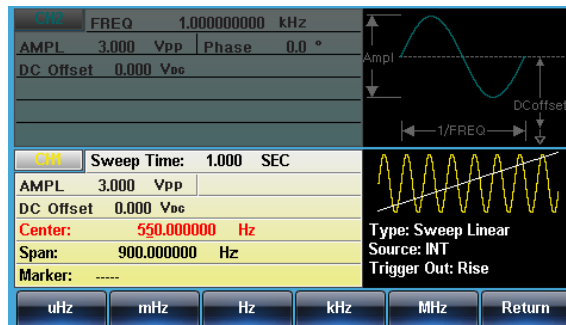 CH2 FREQ 1.000000000 kHz
AMPL 3.000 Vpp Phase 0.0 °
DC Offset 0.000 VDC
Ampl
DCoffset
1/FREQ
CH1 Sweep Time: 1.000 SEC
AMPL 3.000 Vpp
DC Offset 0.000 VDC
Center: 550.000000 Hz
Span: 900.000000 Hz
Marker: -----
Type: Sweep Linear
Source: INT
Trigger Out: Rise
uHz mHz Hz kHz MHz Return